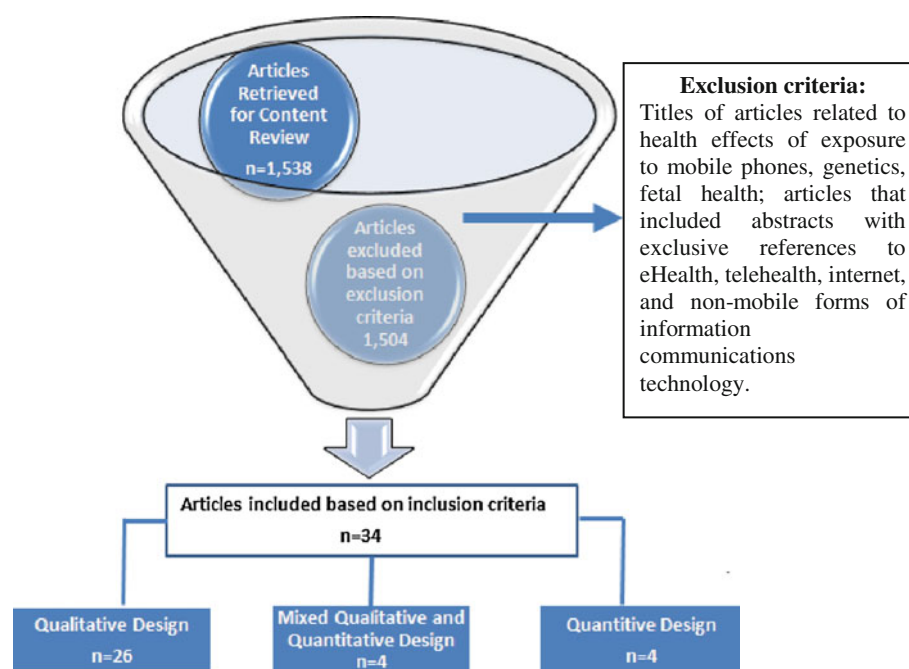 Articles
Retrieved
for Content
Review
n=1,538
Articles
excluded
based on
exclusion
criteria
1,504
Exclusion criteria:
Titles of articles related to
health effects of exposure
to mobile phones, genetics,
fetal health; articles that
included abstracts with
exclusive references to
eHealth, telehealth, internet,
and non-mobile forms of
information
communications
technology.
Articles included based on inclusion criteria
n=34
Qualitative Design
n=26
Mixed Qualitative and
Quantitative Design
n=4
Quantitive Design
n=4